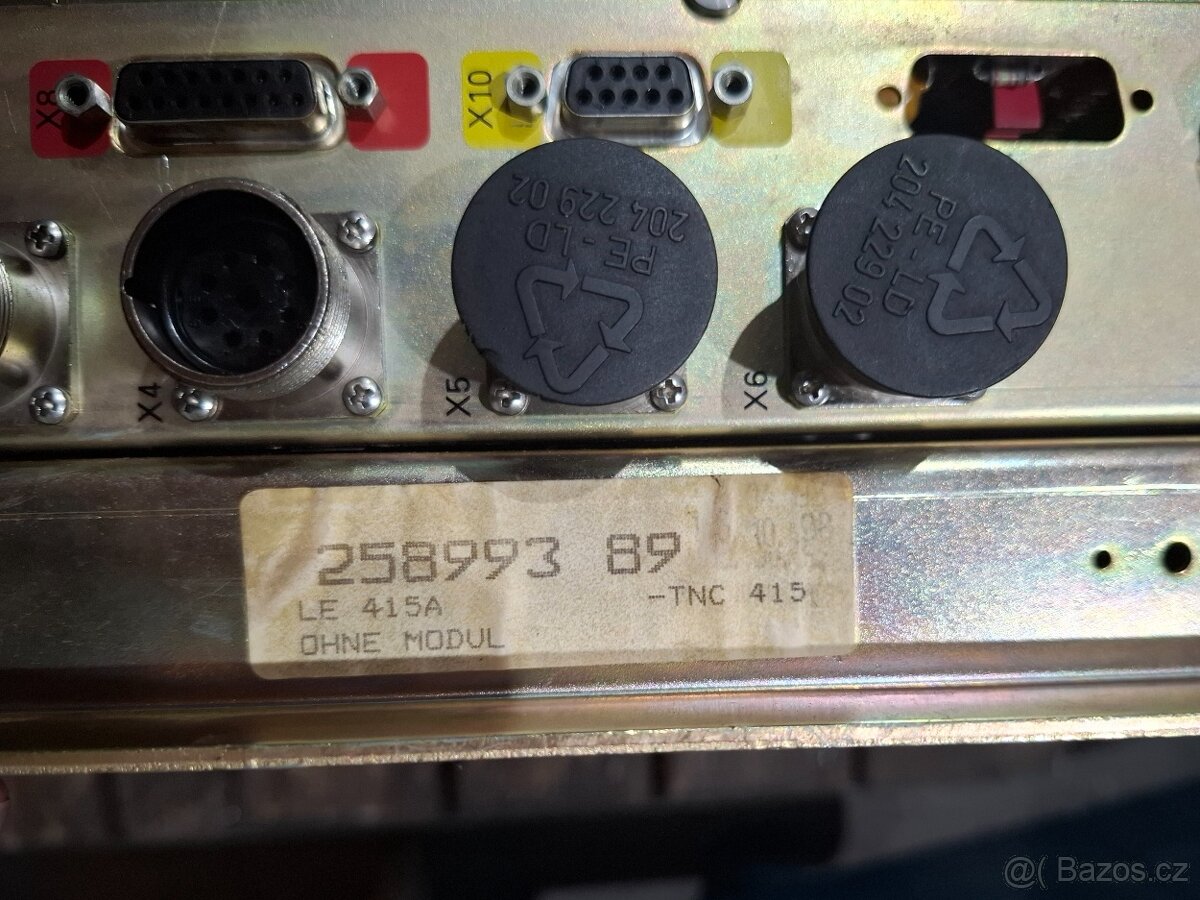 X8
X10
204 229 02
PE-LD
204 229 02
PE-LD
X4
X5
X6
258993 89
LE 415A
-TNC 415
OHNE MODUL
@( Bazos.cz